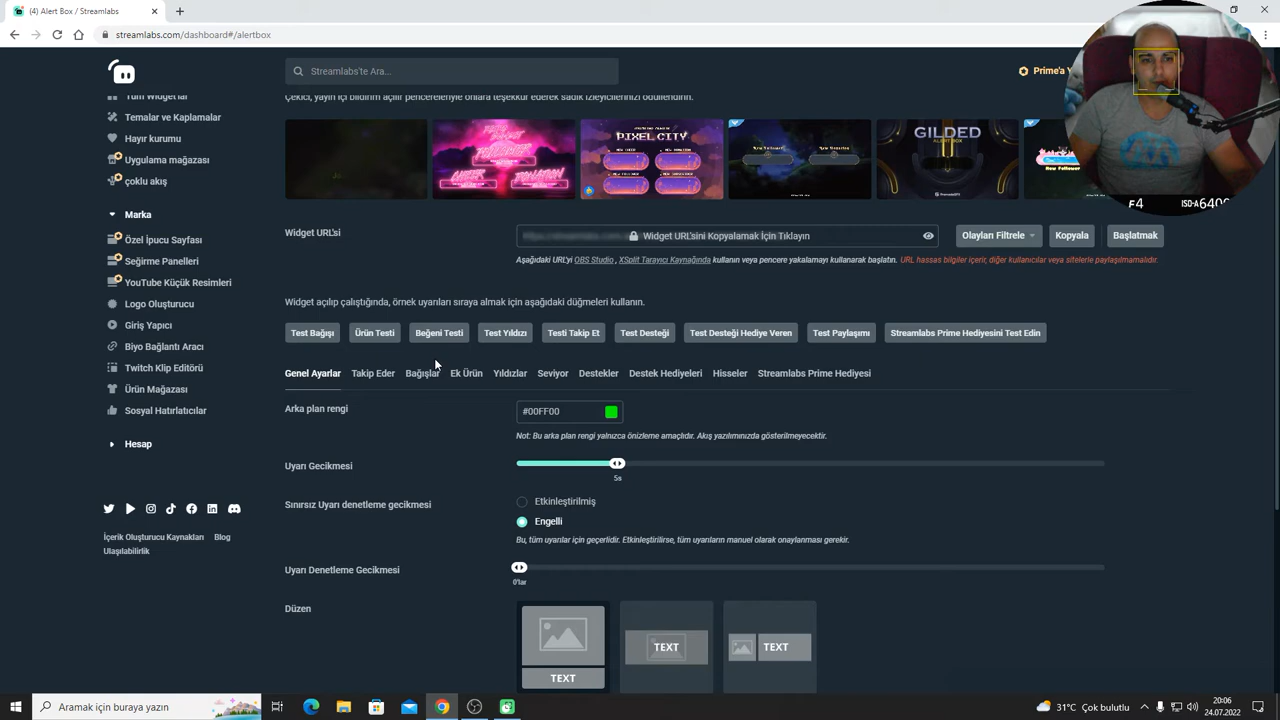 (4) Alert Box / Streamlabs
streamlabs.com/dashboard#/alertbox
Streamlabs'te Ara...
Prime'a
Tüm Widgetlar
Temalar ve Kaplamalar
Hayır kurumu
Uygulama mağazası
çoklu akış
Marka
Özel İpucu Sayfası
Seğirme Panelleri
YouTube Küçük Resimleri
Logo Oluşturucu
Giriş Yapıcı
Biyo Bağlantı Aracı
Twitch Klip Editörü
Ürün Mağazası
Sosyal Hatırlatıcılar
Hesap
İçerik Oluşturucu Kaynakları Blog
Ulaşılabilirlik
Çekici, yayın içi bildirim açılır pencereleriyle onlara teşekkür ederek sadık izleyicilerinizi ödüllendirin.
PIXEL CITY
GILDED
ALERT BOX
New Follower
F4 ISO-A6400
Widget URL'si
Widget URL'sini Kopyalamak İçin Tıklayın
Olayları Filtrele
Kopyala
Başlatmak
Aşağıdaki URL'yi OBS Studio , XSplit Tarayıcı Kaynağında kullanın veya pencere yakalamayı kullanarak başlatın. URL hassas bilgiler içerir, diğer kullanıcılar veya sitelerle paylaşılmamalıdır.
Widget açılıp çalıştığında, örnek uyarıları sıraya almak için aşağıdaki düğmeleri kullanın.
Test Bağışı Ürün Testi Beğeni Testi Test Yıldızı Testi Takip Et Test Desteği Test Desteği Hediye Veren Test Paylaşımı Streamlabs Prime Hediyesini Test Edin
Genel Ayarlar Takip Eder Bağışlar Ek Ürün Yıldızlar Seviyor Destekler Destek Hediyeleri Hisseler Streamlabs Prime Hediyesi
Arka plan rengi
#00FF00
Not: Bu arka plan rengi yalnızca önizleme amaçlıdır. Akış yazılımınızda gösterilmeyecektir.
Uyarı Gecikmesi
5s
Sınırsız Uyarı denetleme gecikmesi
Etkinleştirilmiş
Engelli
Bu, tüm uyarılar için geçerlidir. Etkinleştirilirse, tüm uyarıların manuel olarak onaylanması gerekir.
Uyarı Denetleme Gecikmesi
0'lar
Düzen
TEXT
TEXT
TEXT
Aramak için buraya yazın
31°C Çok bulutlu
20:06
24.07.2022